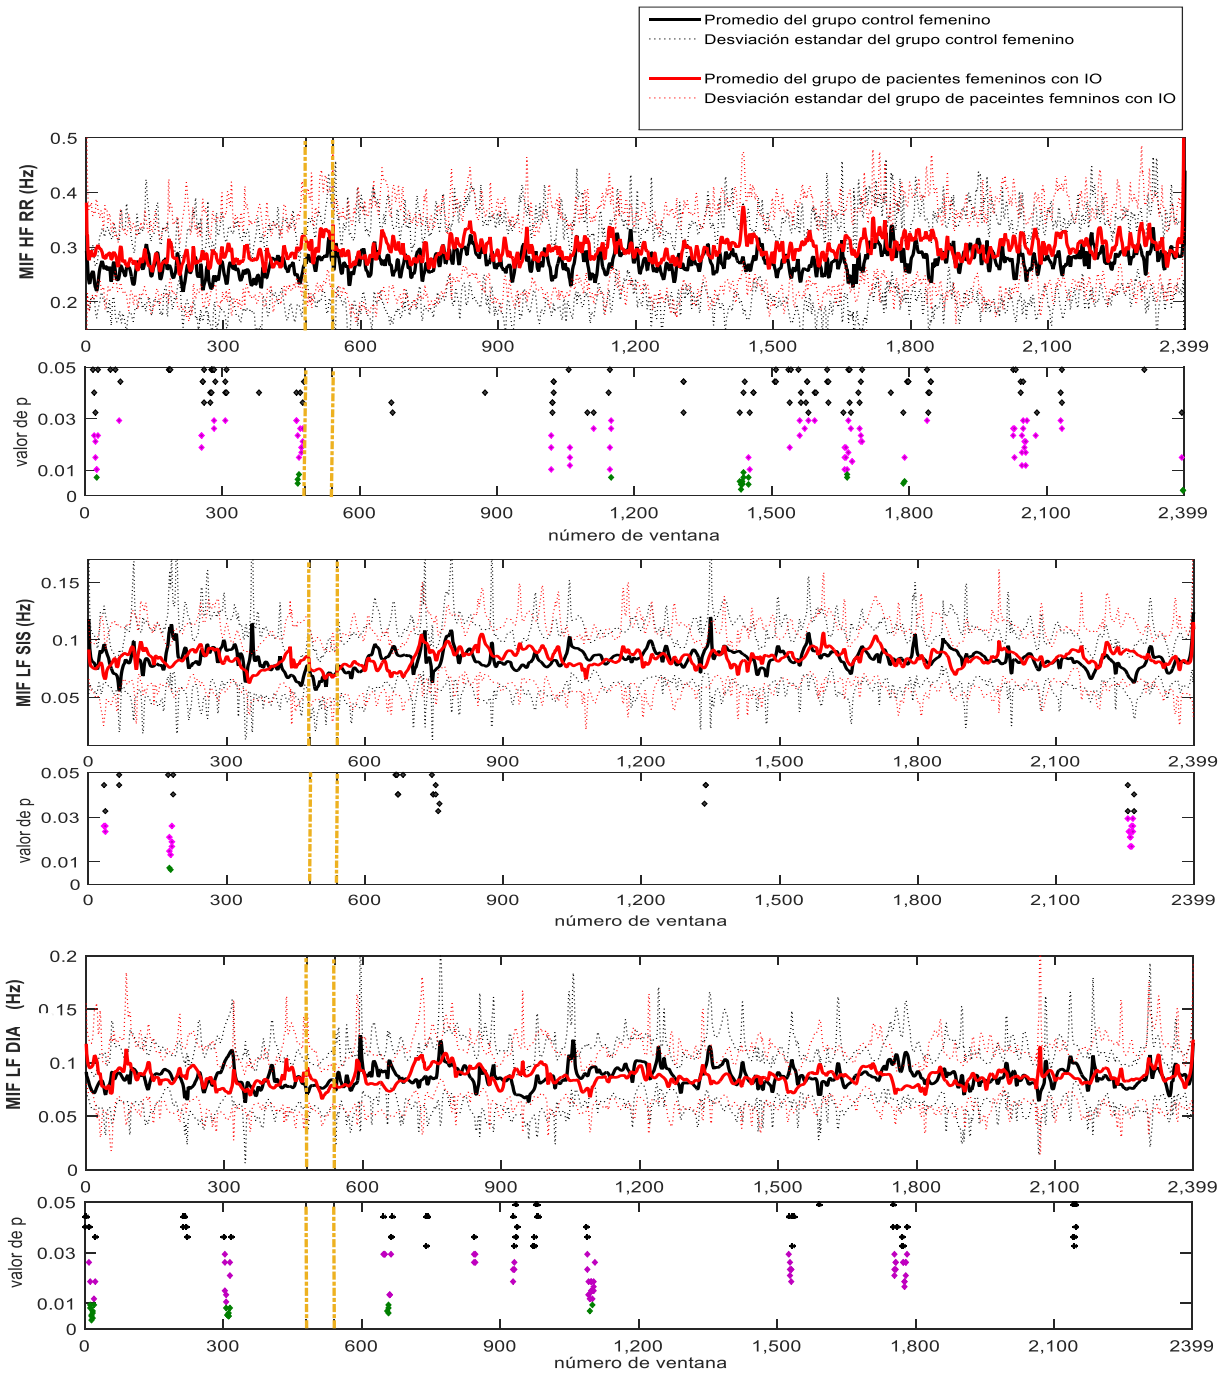 Promedio del grupo control femenino
Desviación estandar del grupo control femenino
Promedio del grupo de pacientes femeninos con IO
Desviación estandar del grupo de paceintes femninos con IO
MIF HF RR (Hz)
0.5
0.4
0.3
0.2
0 300 600 900 1,200 1,500 1,800 2,100 2,399
valor de p
0.05
0.03
0.01
0
0 300 600 900 1,200 1,500 1,800 2,100 2,399
número de ventana
MIF LF SIS (Hz)
0.15
0.1
0.05
0 300 600 900 1,200 1,500 1,800 2,100 2,399
valor de p
0.05
0.03
0.01
0
0 300 600 900 1,200 1,500 1,800 2,100 2399
número de ventana
MIF LF DIA (Hz)
0.2
0.15
0.1
0.05
0
0 300 600 900 1,200 1,500 1,800 2,100 2,399
valor de p
0.05
0.03
0.01
0
0 300 600 900 1,200 1,500 1,800 2,100 2399
número de ventana